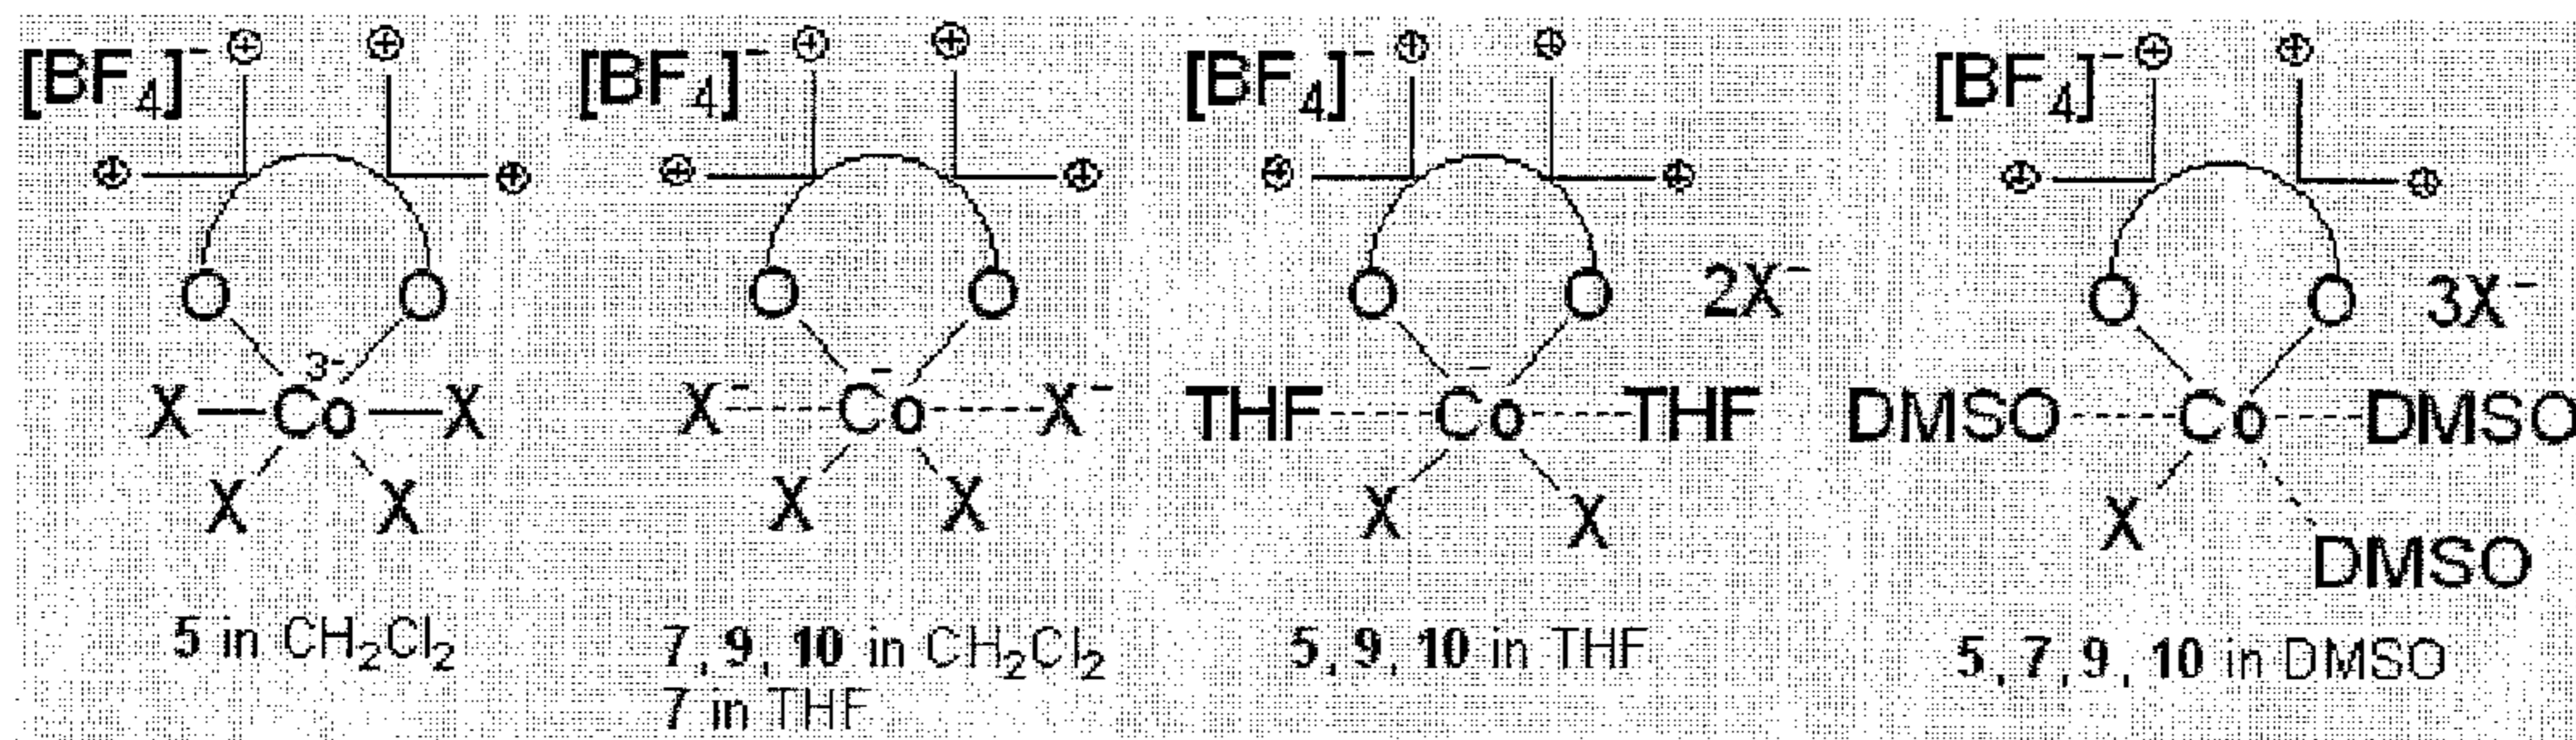 [BF4]- ⊕ ⊕ [BF4]- ⊕ ⊕ [BF4]- ⊕ ⊕ [BF4]- ⊕ ⊕
⊕ ⊕ ⊕ ⊕ ⊕ ⊕ ⊕ ⊕
O O O O O O 2X- O O 3X-
3- - -
X Co X X- Co X- THF Co THF DMSO Co DMSO
X X X X X X X
DMSO
5 in CH2Cl2 7, 9, 10 in CH2Cl2 5, 9, 10 in THF 5, 7, 9, 10 in DMSO
7 in THF